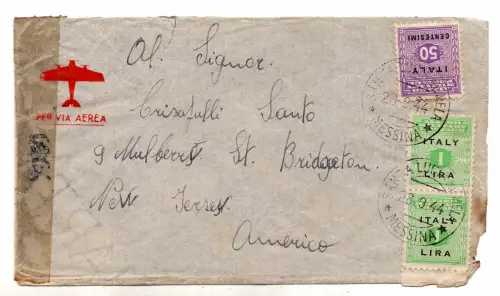 Al Signor.
Crisafulli Santo
9 Mulberry St. Bridgeton.
New Jersey
America
PER VIA AEREA
50
ITALY
CENTESIMI
MESSINA
ITALY
1
LIRA
MESSINA
ITALY
LIRA